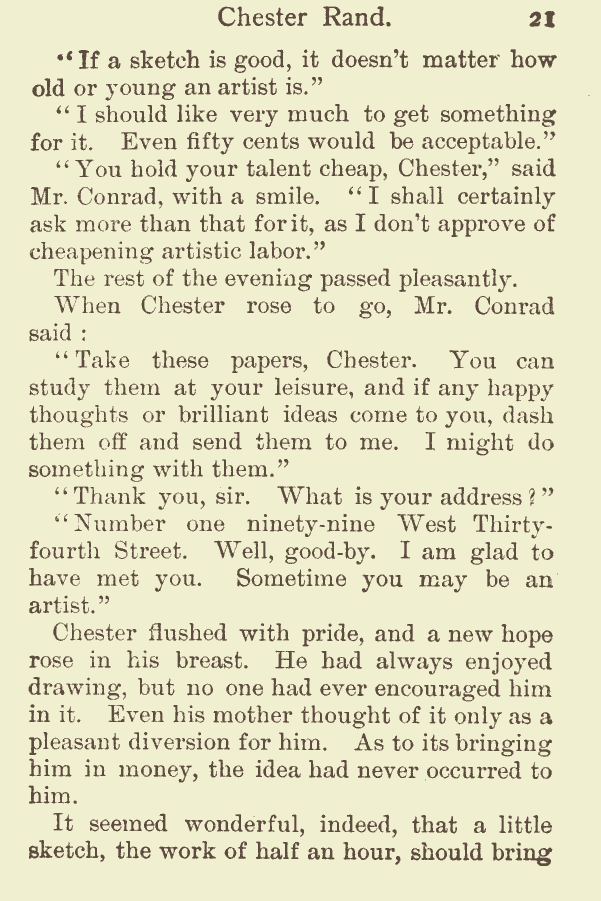 Chester Rand. 21
“If a sketch is good, it doesn’t matter how
old or young an artist is.”
“I should like very much to get something
for it. Even fifty cents would be acceptable.”
“You hold your talent cheap, Chester,” said
Mr. Conrad, with a smile. “I shall certainly
ask more than that for it, as I don’t approve of
cheapening artistic labor.”
The rest of the evening passed pleasantly.
When Chester rose to go, Mr. Conrad
said :
“Take these papers, Chester. You can
study them at your leisure, and if any happy
thoughts or brilliant ideas come to you, dash
them off and send them to me. I might do
something with them.”
“Thank you, sir. What is your address?”
“Number one ninety-nine West Thirty-
fourth Street. Well, good-by. I am glad to
have met you. Sometime you may be an
artist.”
Chester flushed with pride, and a new hope
rose in his breast. He had always enjoyed
drawing, but no one had ever encouraged him
in it. Even his mother thought of it only as a
pleasant diversion for him. As to its bringing
him in money, the idea had never occurred to
him.
It seemed wonderful, indeed, that a little
sketch, the work of half an hour, should bring